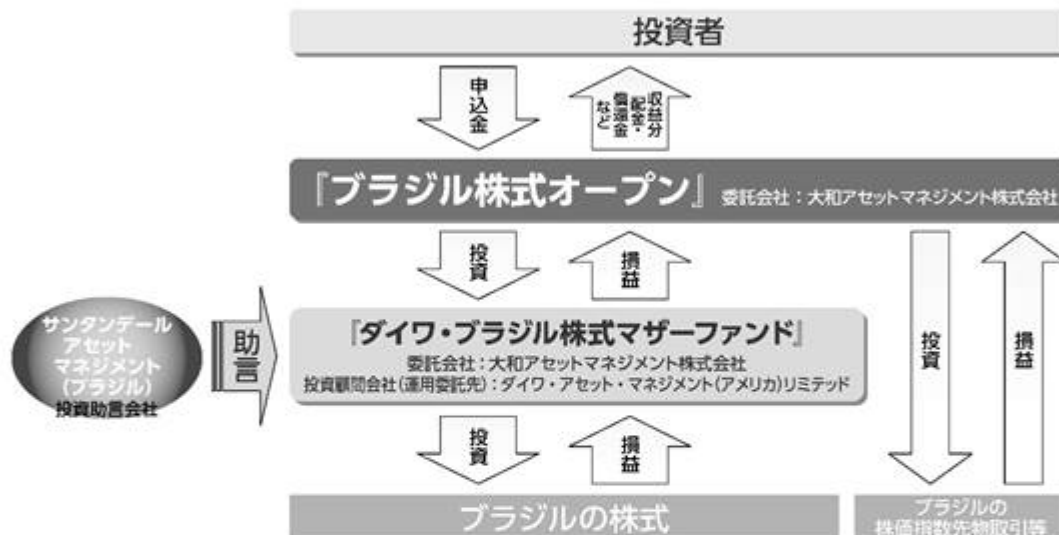 投資者
申込金
収益分
配金・
償還金
など
『ブラジル株式オープン』 委託会社：大和アセットマネジメント株式会社
投資
損益
サンタンデール
アセット
マネジメント
(ブラジル)
投資助言会社
助言
『ダイワ・ブラジル株式マザーファンド』
委託会社：大和アセットマネジメント株式会社
投資顧問会社(運用委託先)：ダイワ・アセット・マネジメント(アメリカ)リミテッド
投資
損益
投資
損益
ブラジルの株式
ブラジルの
株価指数先物取引等